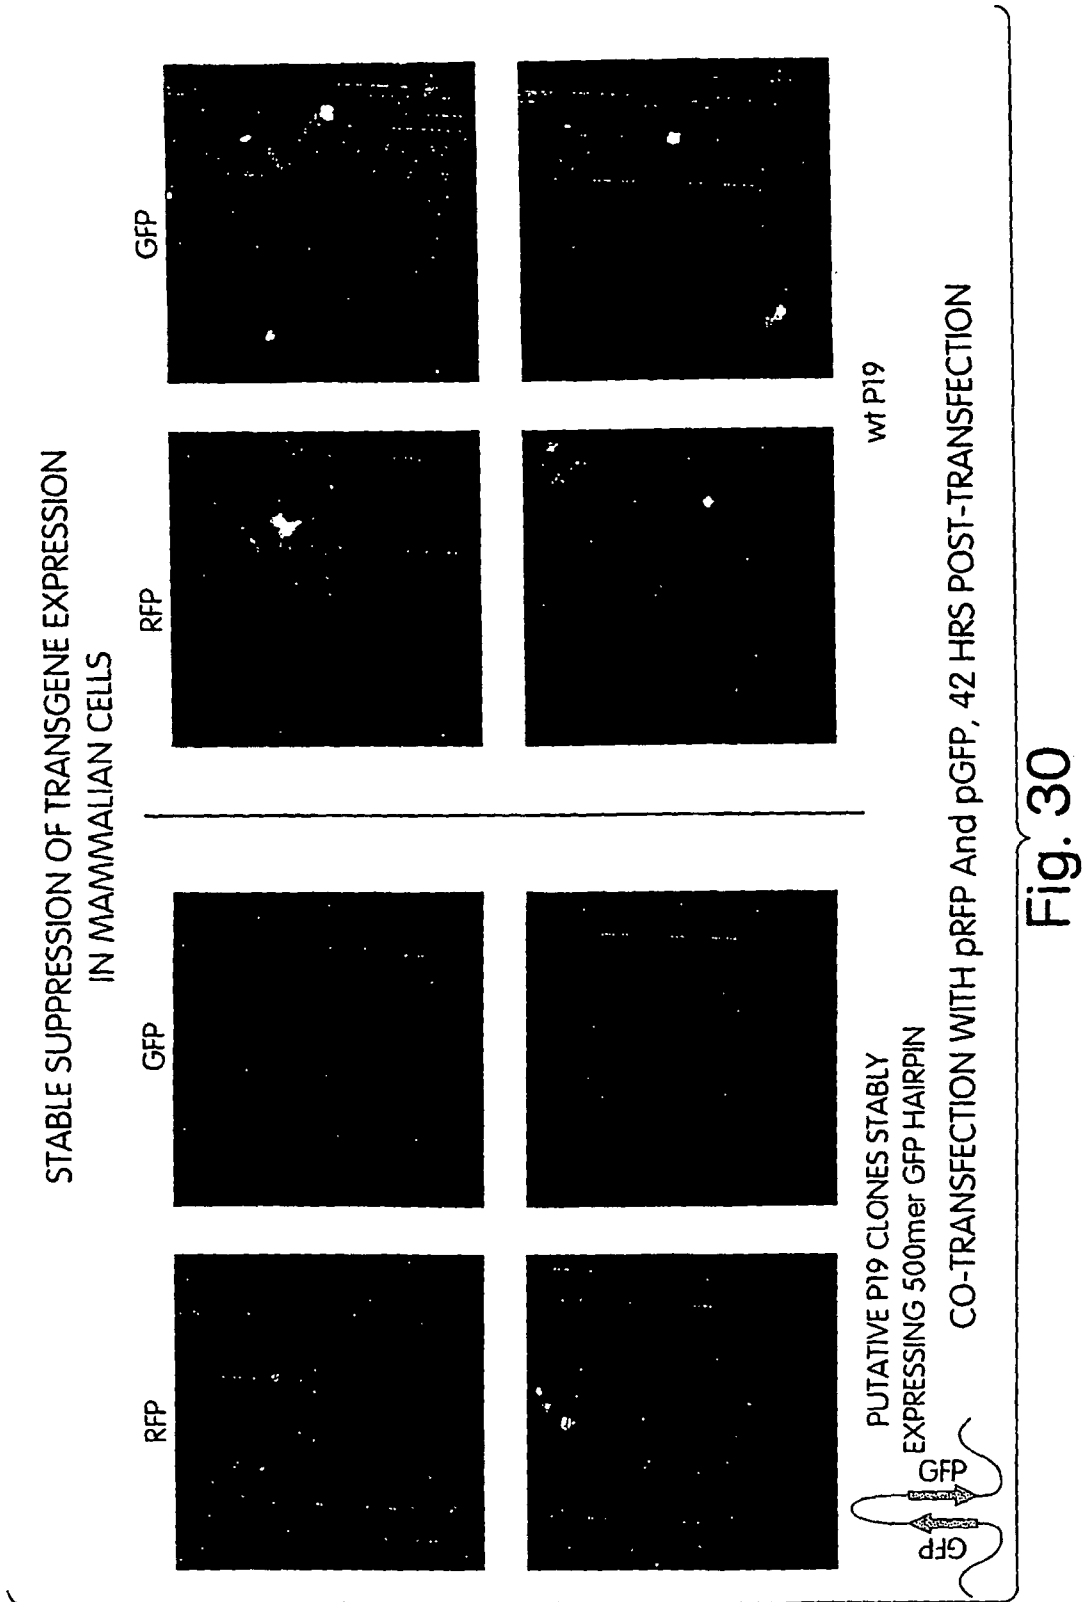 STABLE SUPPRESSION OF TRANSGENE EXPRESSION
IN MAMMALIAN CELLS
RFP
GFP
RFP
GFP
PUTATIVE P19 CLONES STABLY
EXPRESSING 500mer GFP HAIRPIN
wt P19
GFP
GFP
CO-TRANSFECTION WITH pRFP And pGFP, 42 HRS POST-TRANSFECTION
Fig. 30